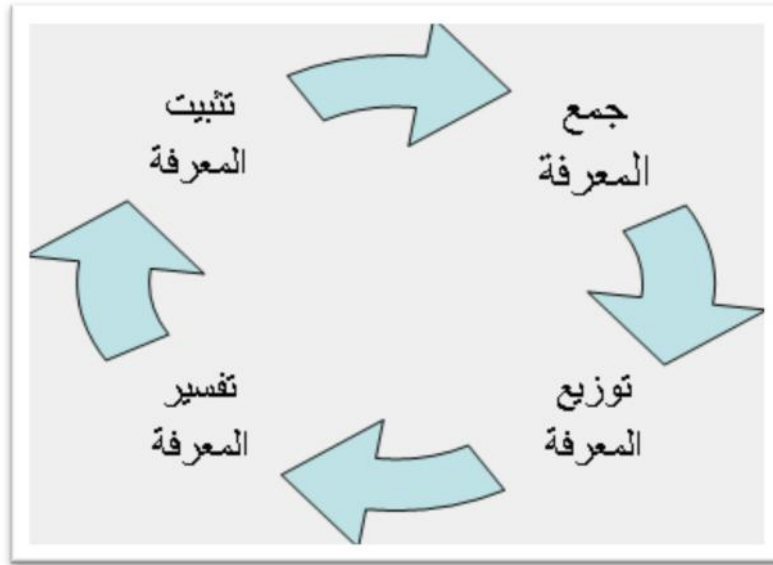 تثبيت
المعرفة
جمع
المعرفة
توزيع
المعرفة
تفسير
المعرفة